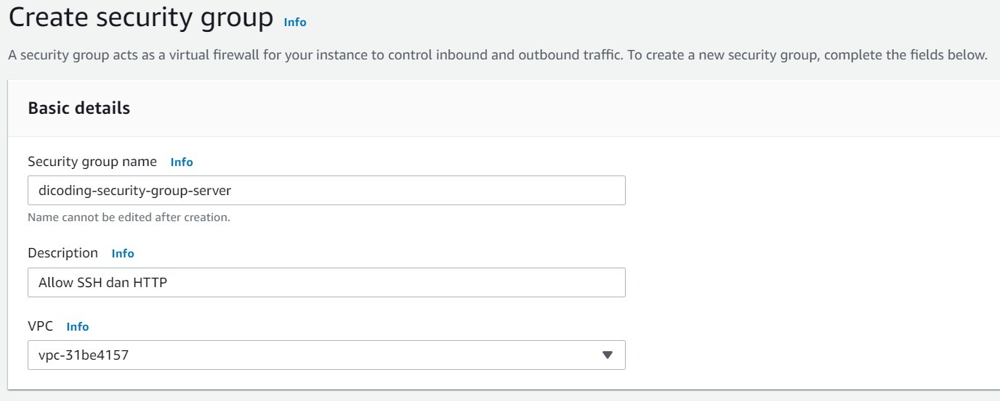 Create security group Info
A security group acts as a virtual firewall for your instance to control inbound and outbound traffic. To create a new security group, complete the fields below.
Basic details
Security group name Info
dicoding-security-group-server
Name cannot be edited after creation.
Description Info
Allow SSH dan HTTP
VPC Info
vpc-31be4157